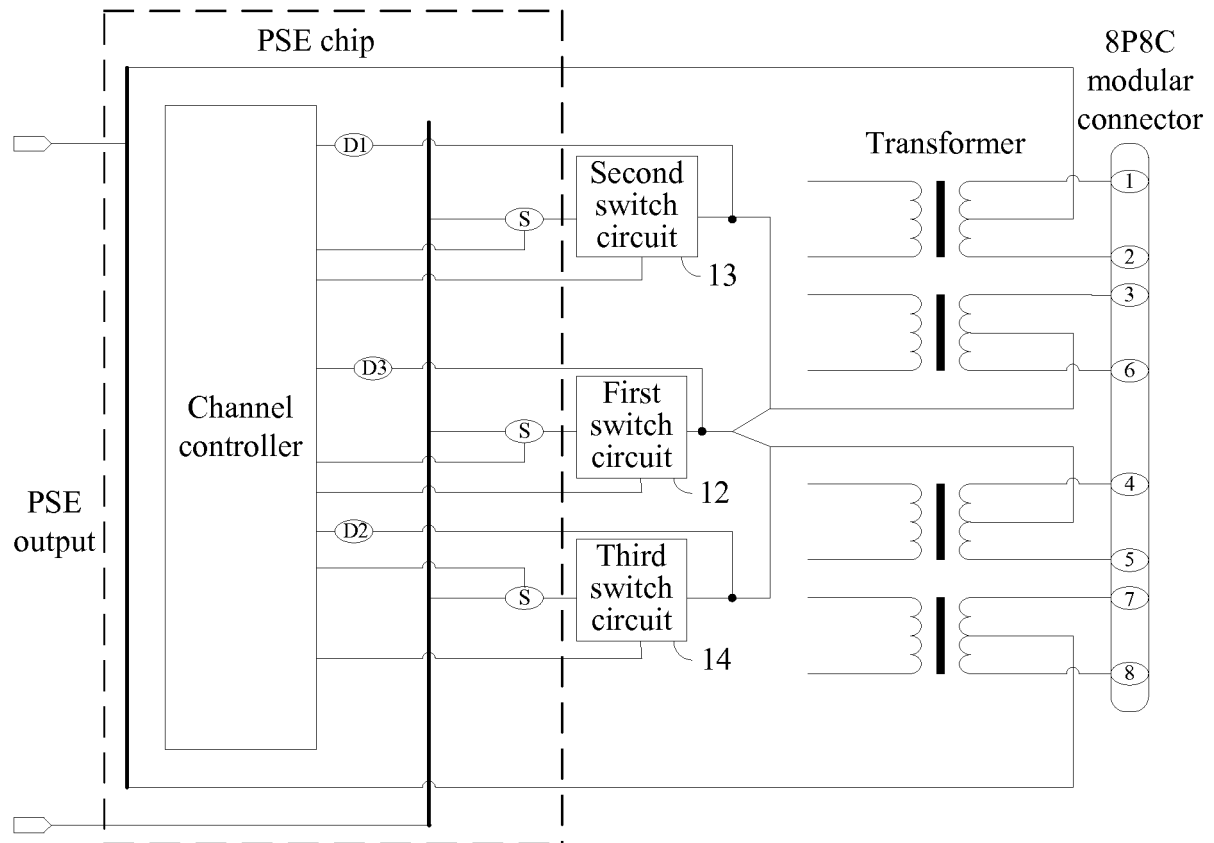 PSE chip
8P8C
modular
connector
Transformer
D1
Second
switch
circuit
S
13
1
2
3
6
D3
First
switch
circuit
S
12
Channel
controller
4
5
PSE
output
D2
Third
switch
circuit
S
14
7
8